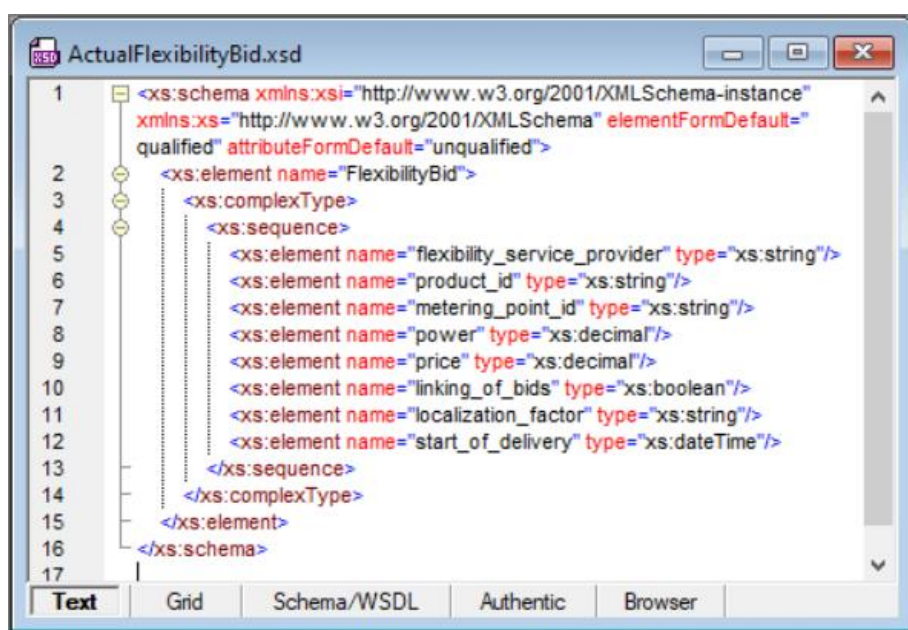 XSD ActualFlexibilityBid.xsd
1 <xs:schema xmlns:xsi="http://www.w3.org/2001/XMLSchema-instance"
xmlns:xs="http://www.w3.org/2001/XMLSchema" elementFormDefault="
qualified" attributeFormDefault="unqualified">
2 <xs:element name="FlexibilityBid">
3 <xs:complexType>
4 <xs:sequence>
5 <xs:element name="flexibility_service_provider" type="xs:string"/>
6 <xs:element name="product_id" type="xs:string"/>
7 <xs:element name="metering_point_id" type="xs:string"/>
8 <xs:element name="power" type="xs:decimal"/>
9 <xs:element name="price" type="xs:decimal"/>
10 <xs:element name="linking_of_bids" type="xs:boolean"/>
11 <xs:element name="localization_factor" type="xs:string"/>
12 <xs:element name="start_of_delivery" type="xs:dateTime"/>
13 </xs:sequence>
14 </xs:complexType>
15 </xs:element>
16 </xs:schema>
17
Text Grid Schema/WSDL Authentic Browser